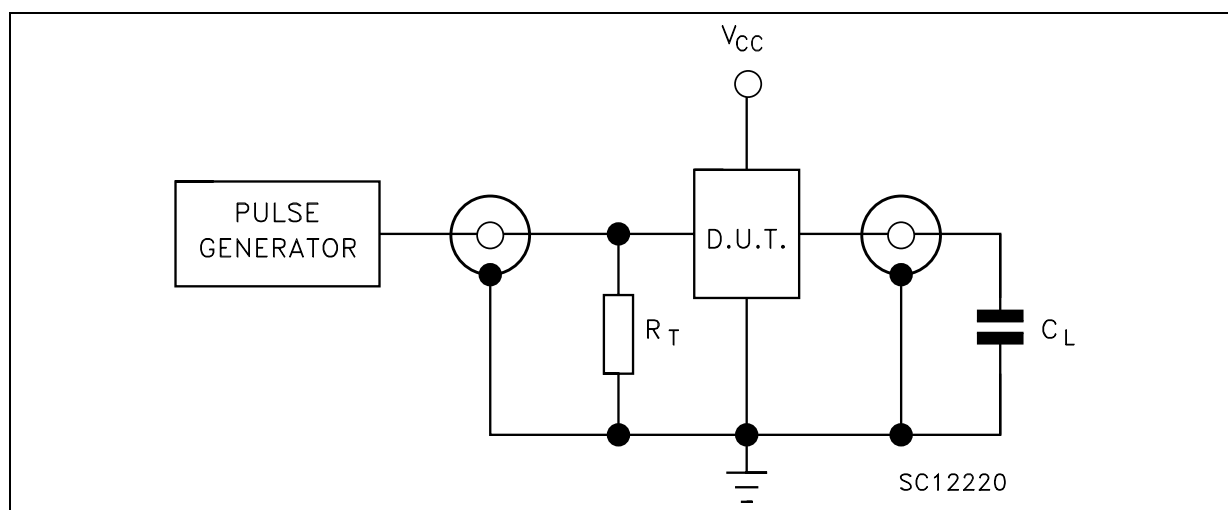 VCC
PULSE
GENERATOR
D.U.T.
RT
CL
SC12220